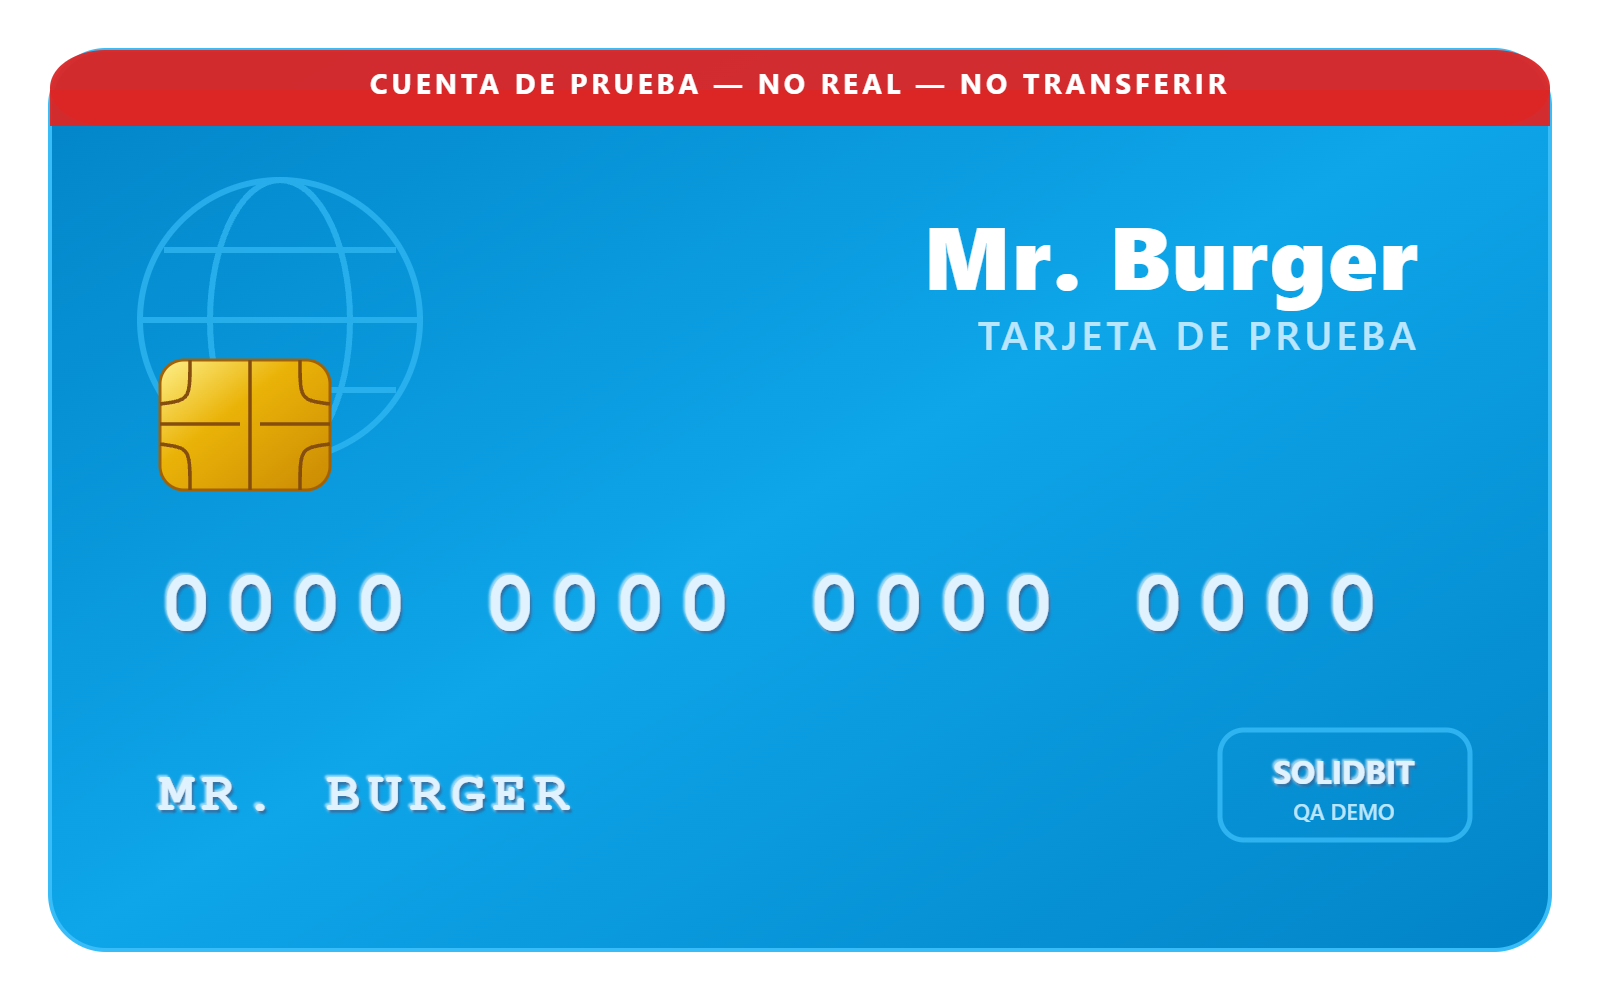 CUENTA DE PRUEBA — NO REAL — NO TRANSFERIR
Mr. Burger
TARJETA DE PRUEBA
0000 0000 0000 0000
MR. BURGER
SOLIDBIT
QA DEMO